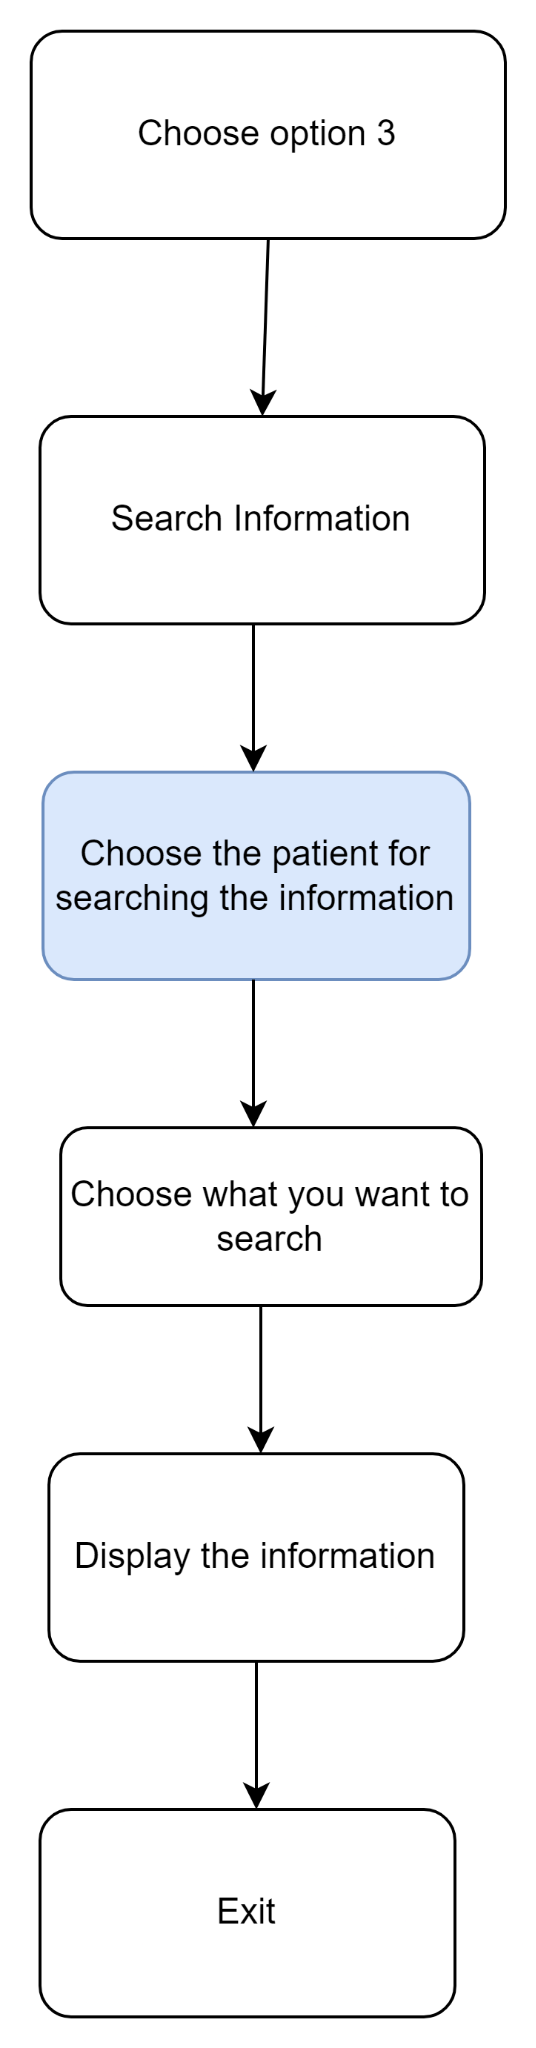 Choose option 3
Search Information
Choose the patient for
searching the information
Choose what you want to
search
Display the information
Exit